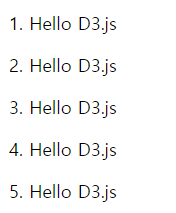 1. Hello D3.js
2. Hello D3.js
3. Hello D3.js
4. Hello D3.js
5. Hello D3.js